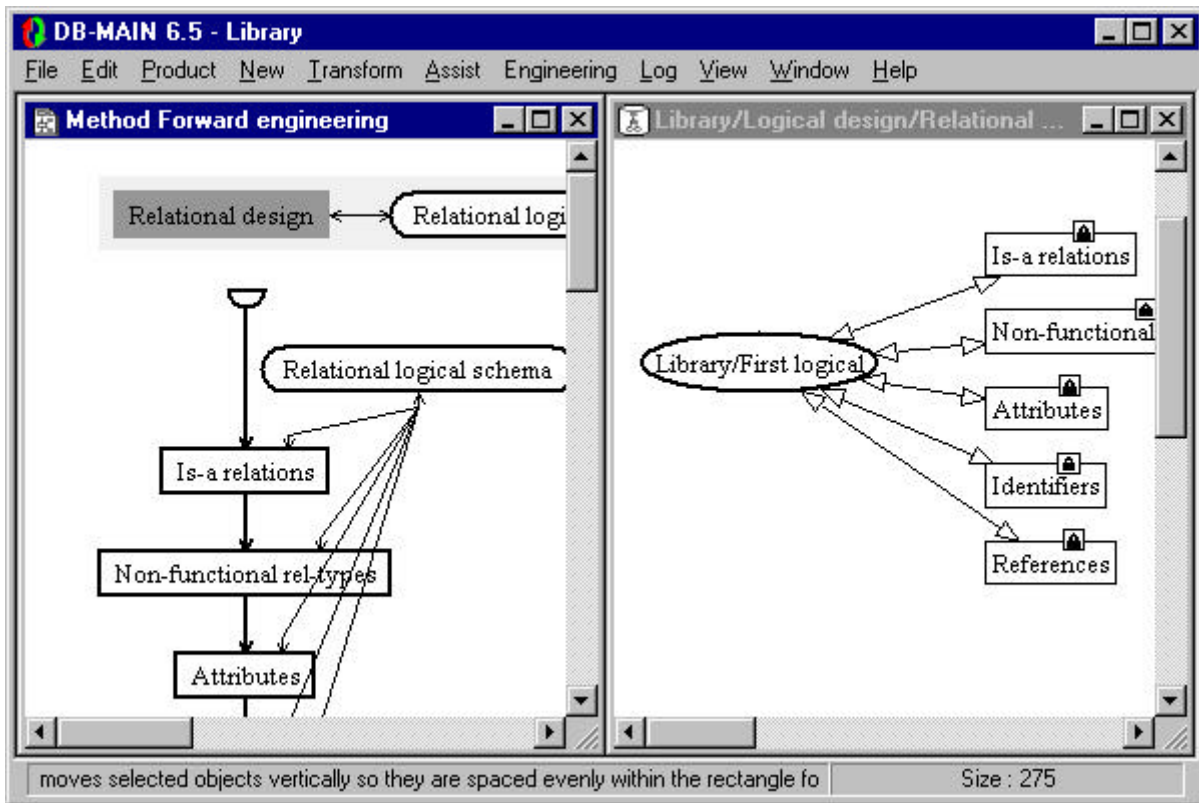 DB-MAIN 6.5 - Library
File Edit Product New Transform Assist Engineering Log View Window Help
Method Forward engineering
Relational design
Relational logi
Relational logical schema
Is-a relations
Non-functional rel-types
Attributes
Library/Logical design/Relational ...
Library/First logical
Is-a relations
Non-functional
Attributes
Identifiers
References
moves selected objects vertically so they are spaced evenly within the rectangle fo
Size : 275